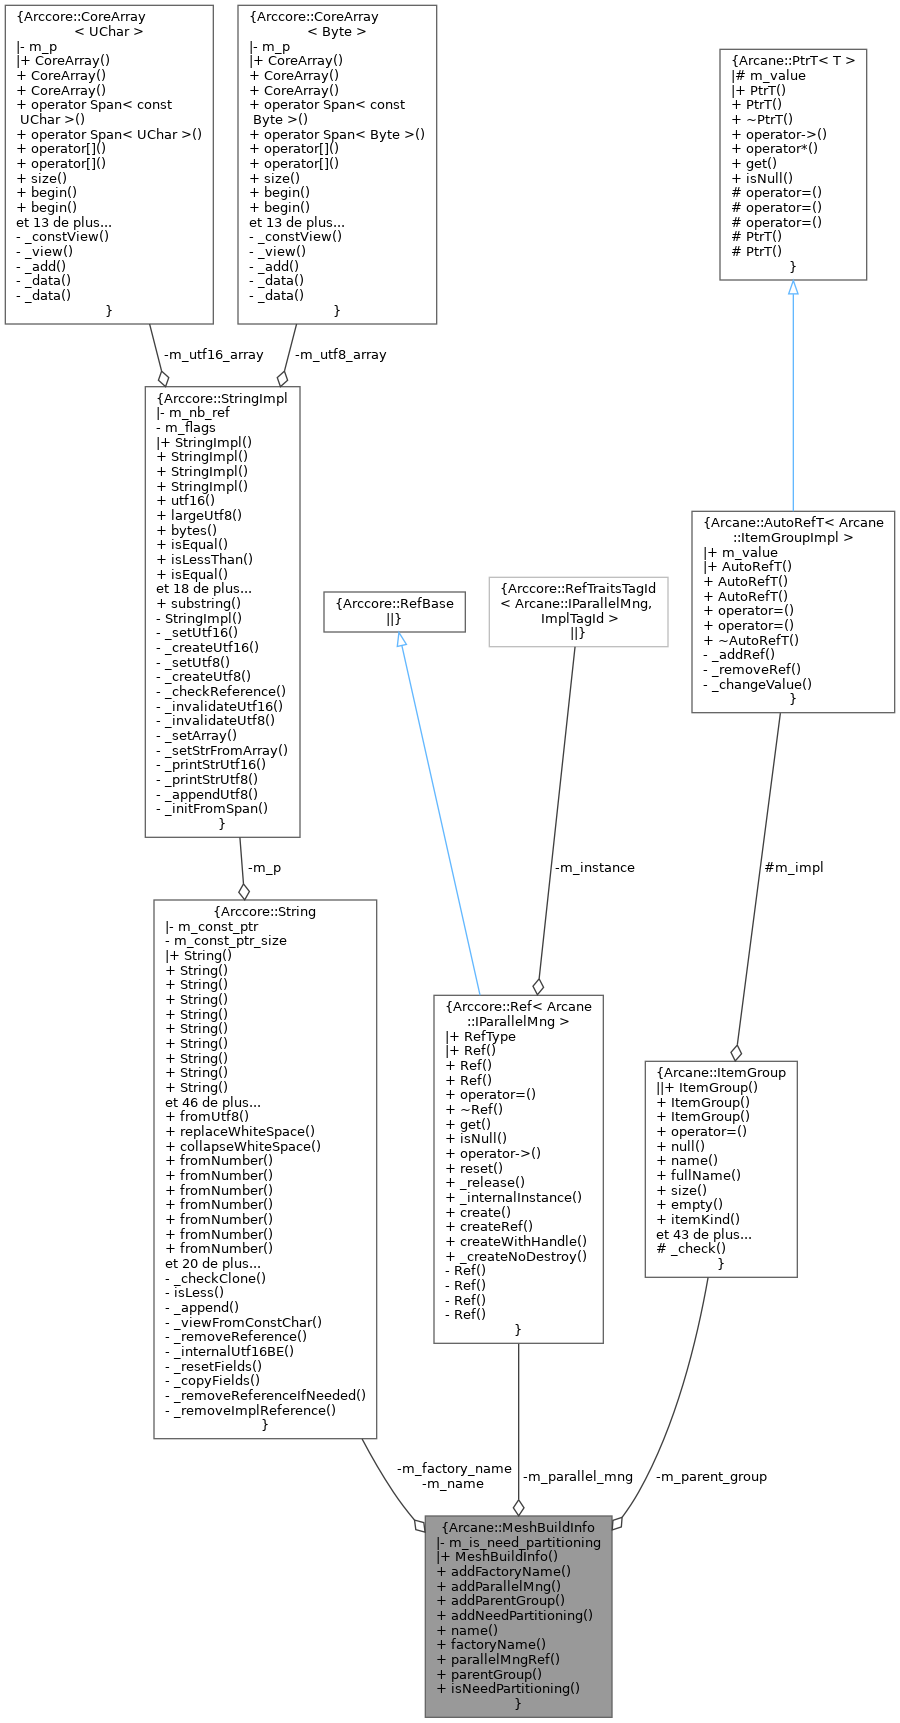 {Arccore::CoreArray
< UChar >
|- m_p
|+ CoreArray()
+ CoreArray()
+ CoreArray()
+ operator Span< const
UChar >()
+ operator Span< UChar >()
+ operator[]()
+ operator[]()
+ size()
+ begin()
+ begin()
et 13 de plus...
- _constView()
- _view()
- _add()
- _data()
- _data()
}
{Arccore::CoreArray
< Byte >
|- m_p
|+ CoreArray()
+ CoreArray()
+ CoreArray()
+ operator Span< const
Byte >()
+ operator Span< Byte >()
+ operator[]()
+ operator[]()
+ size()
+ begin()
+ begin()
et 13 de plus...
- _constView()
- _view()
- _add()
- _data()
- _data()
}
{Arcane::PtrT< T >
|# m_value
|+ PtrT()
+ PtrT()
+ ~PtrT()
+ operator->()
+ operator*()
+ get()
+ isNull()
# operator=()
# operator=()
# operator=()
# PtrT()
# PtrT()
}
-m_utf16_array
-m_utf8_array
{Arccore::StringImpl
|- m_nb_ref
- m_flags
|+ StringImpl()
+ StringImpl()
+ StringImpl()
+ StringImpl()
+ utf16()
+ largeUtf8()
+ bytes()
+ isEqual()
+ isLessThan()
+ isEqual()
et 18 de plus...
+ substring()
- StringImpl()
- _setUtf16()
- _createUtf16()
- _setUtf8()
- _createUtf8()
- _checkReference()
- _invalidateUtf16()
- _invalidateUtf8()
- _setArray()
- _setStrFromArray()
- _printStrUtf16()
- _printStrUtf8()
- _appendUtf8()
- _initFromSpan()
}
{Arccore::RefBase
||}
{Arccore::RefTraitsTagId
< Arcane::IParallelMng,
ImplTagId >
||}
{Arcane::AutoRefT< Arcane
::ItemGroupImpl >
|+ m_value
|+ AutoRefT()
+ AutoRefT()
+ AutoRefT()
+ operator=()
+ operator=()
+ ~AutoRefT()
- _addRef()
- _removeRef()
- _changeValue()
}
-m_p
-m_instance
#m_impl
{Arccore::String
|- m_const_ptr
- m_const_ptr_size
|+ String()
+ String()
+ String()
+ String()
+ String()
+ String()
+ String()
+ String()
+ String()
+ String()
et 46 de plus...
+ fromUtf8()
+ replaceWhiteSpace()
+ collapseWhiteSpace()
+ fromNumber()
+ fromNumber()
+ fromNumber()
+ fromNumber()
+ fromNumber()
+ fromNumber()
+ fromNumber()
et 20 de plus...
- _checkClone()
- isLess()
- _append()
- _viewFromConstChar()
- _removeReference()
- _internalUtf16BE()
- _resetFields()
- _copyFields()
- _removeReferenceIfNeeded()
- _removeImplReference()
}
{Arccore::Ref< Arcane
::IParallelMng >
|+ RefType
|+ Ref()
+ Ref()
+ Ref()
+ operator=()
+ ~Ref()
+ get()
+ isNull()
+ operator->()
+ reset()
+ _release()
+ _internalInstance()
+ create()
+ createRef()
+ createWithHandle()
+ _createNoDestroy()
- Ref()
- Ref()
- Ref()
- Ref()
}
{Arcane::ItemGroup
||+ ItemGroup()
+ ItemGroup()
+ ItemGroup()
+ operator=()
+ null()
+ name()
+ fullName()
+ size()
+ empty()
+ itemKind()
et 43 de plus...
# _check()
}
-m_factory_name
-m_name
-m_parallel_mng
-m_parent_group
{Arcane::MeshBuildInfo
|- m_is_need_partitioning
|+ MeshBuildInfo()
+ addFactoryName()
+ addParallelMng()
+ addParentGroup()
+ addNeedPartitioning()
+ name()
+ factoryName()
+ parallelMngRef()
+ parentGroup()
+ isNeedPartitioning()
}